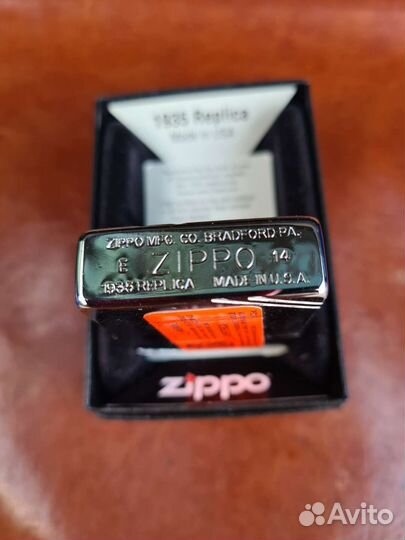 1935 Replica
Made in USA
ZIPPO MFG. CO. BRADFORD PA.
E ZIPPO 14
1935 REPLICA MADE IN U.S.A.
zippo
Avito